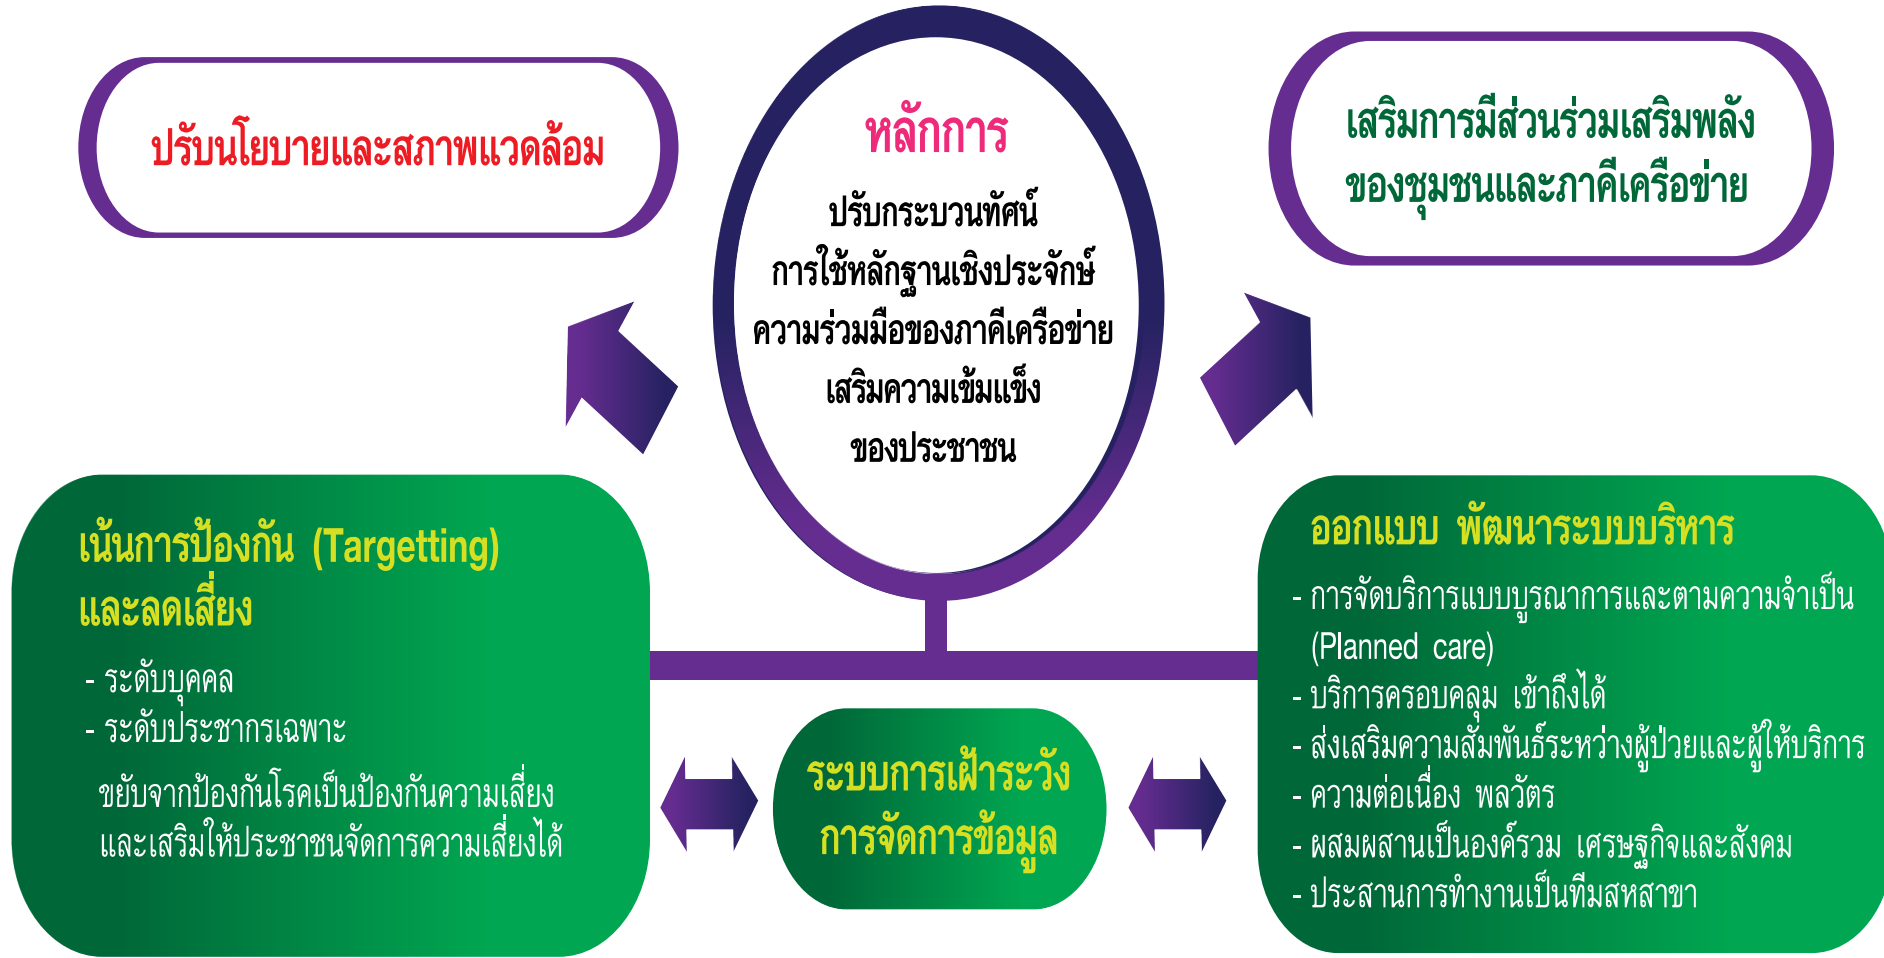 ปรับนโยบายและสภาพแวดล้อม
หลักการ
ปรับกระบวนทัศน์
การใช้หลักฐานเชิงประจักษ์
ความร่วมมือของภาคีเครือข่าย
เสริมความเข้มแข็ง
ของประชาชน
เสริมการมีส่วนร่วมเสริมพลัง
ของชุมชนและภาคีเครือข่าย
เน้นการป้องกัน (Targetting)
และลดเสี่ยง
- ระดับบุคคล
- ระดับประชากรเฉพาะ
ขยับจากป้องกันโรคเป็นป้องกันความเสี่ยง
และเสริมให้ประชาชนจัดการความเสี่ยงได้
ระบบการเฝ้าระวัง
การจัดการข้อมูล
ออกแบบ พัฒนาระบบบริหาร
- การจัดบริการแบบบูรณาการและตามความจำเป็น
(Planned care)
- บริการครอบคลุม เข้าถึงได้
- ส่งเสริมความสัมพันธ์ระหว่างผู้ป่วยและผู้ให้บริการ
- ความต่อเนื่อง พลวัตร
- ผสมผสานเป็นองค์รวม เศรษฐกิจและสังคม
- ประสานการทำงานเป็นทีมสหสาขา